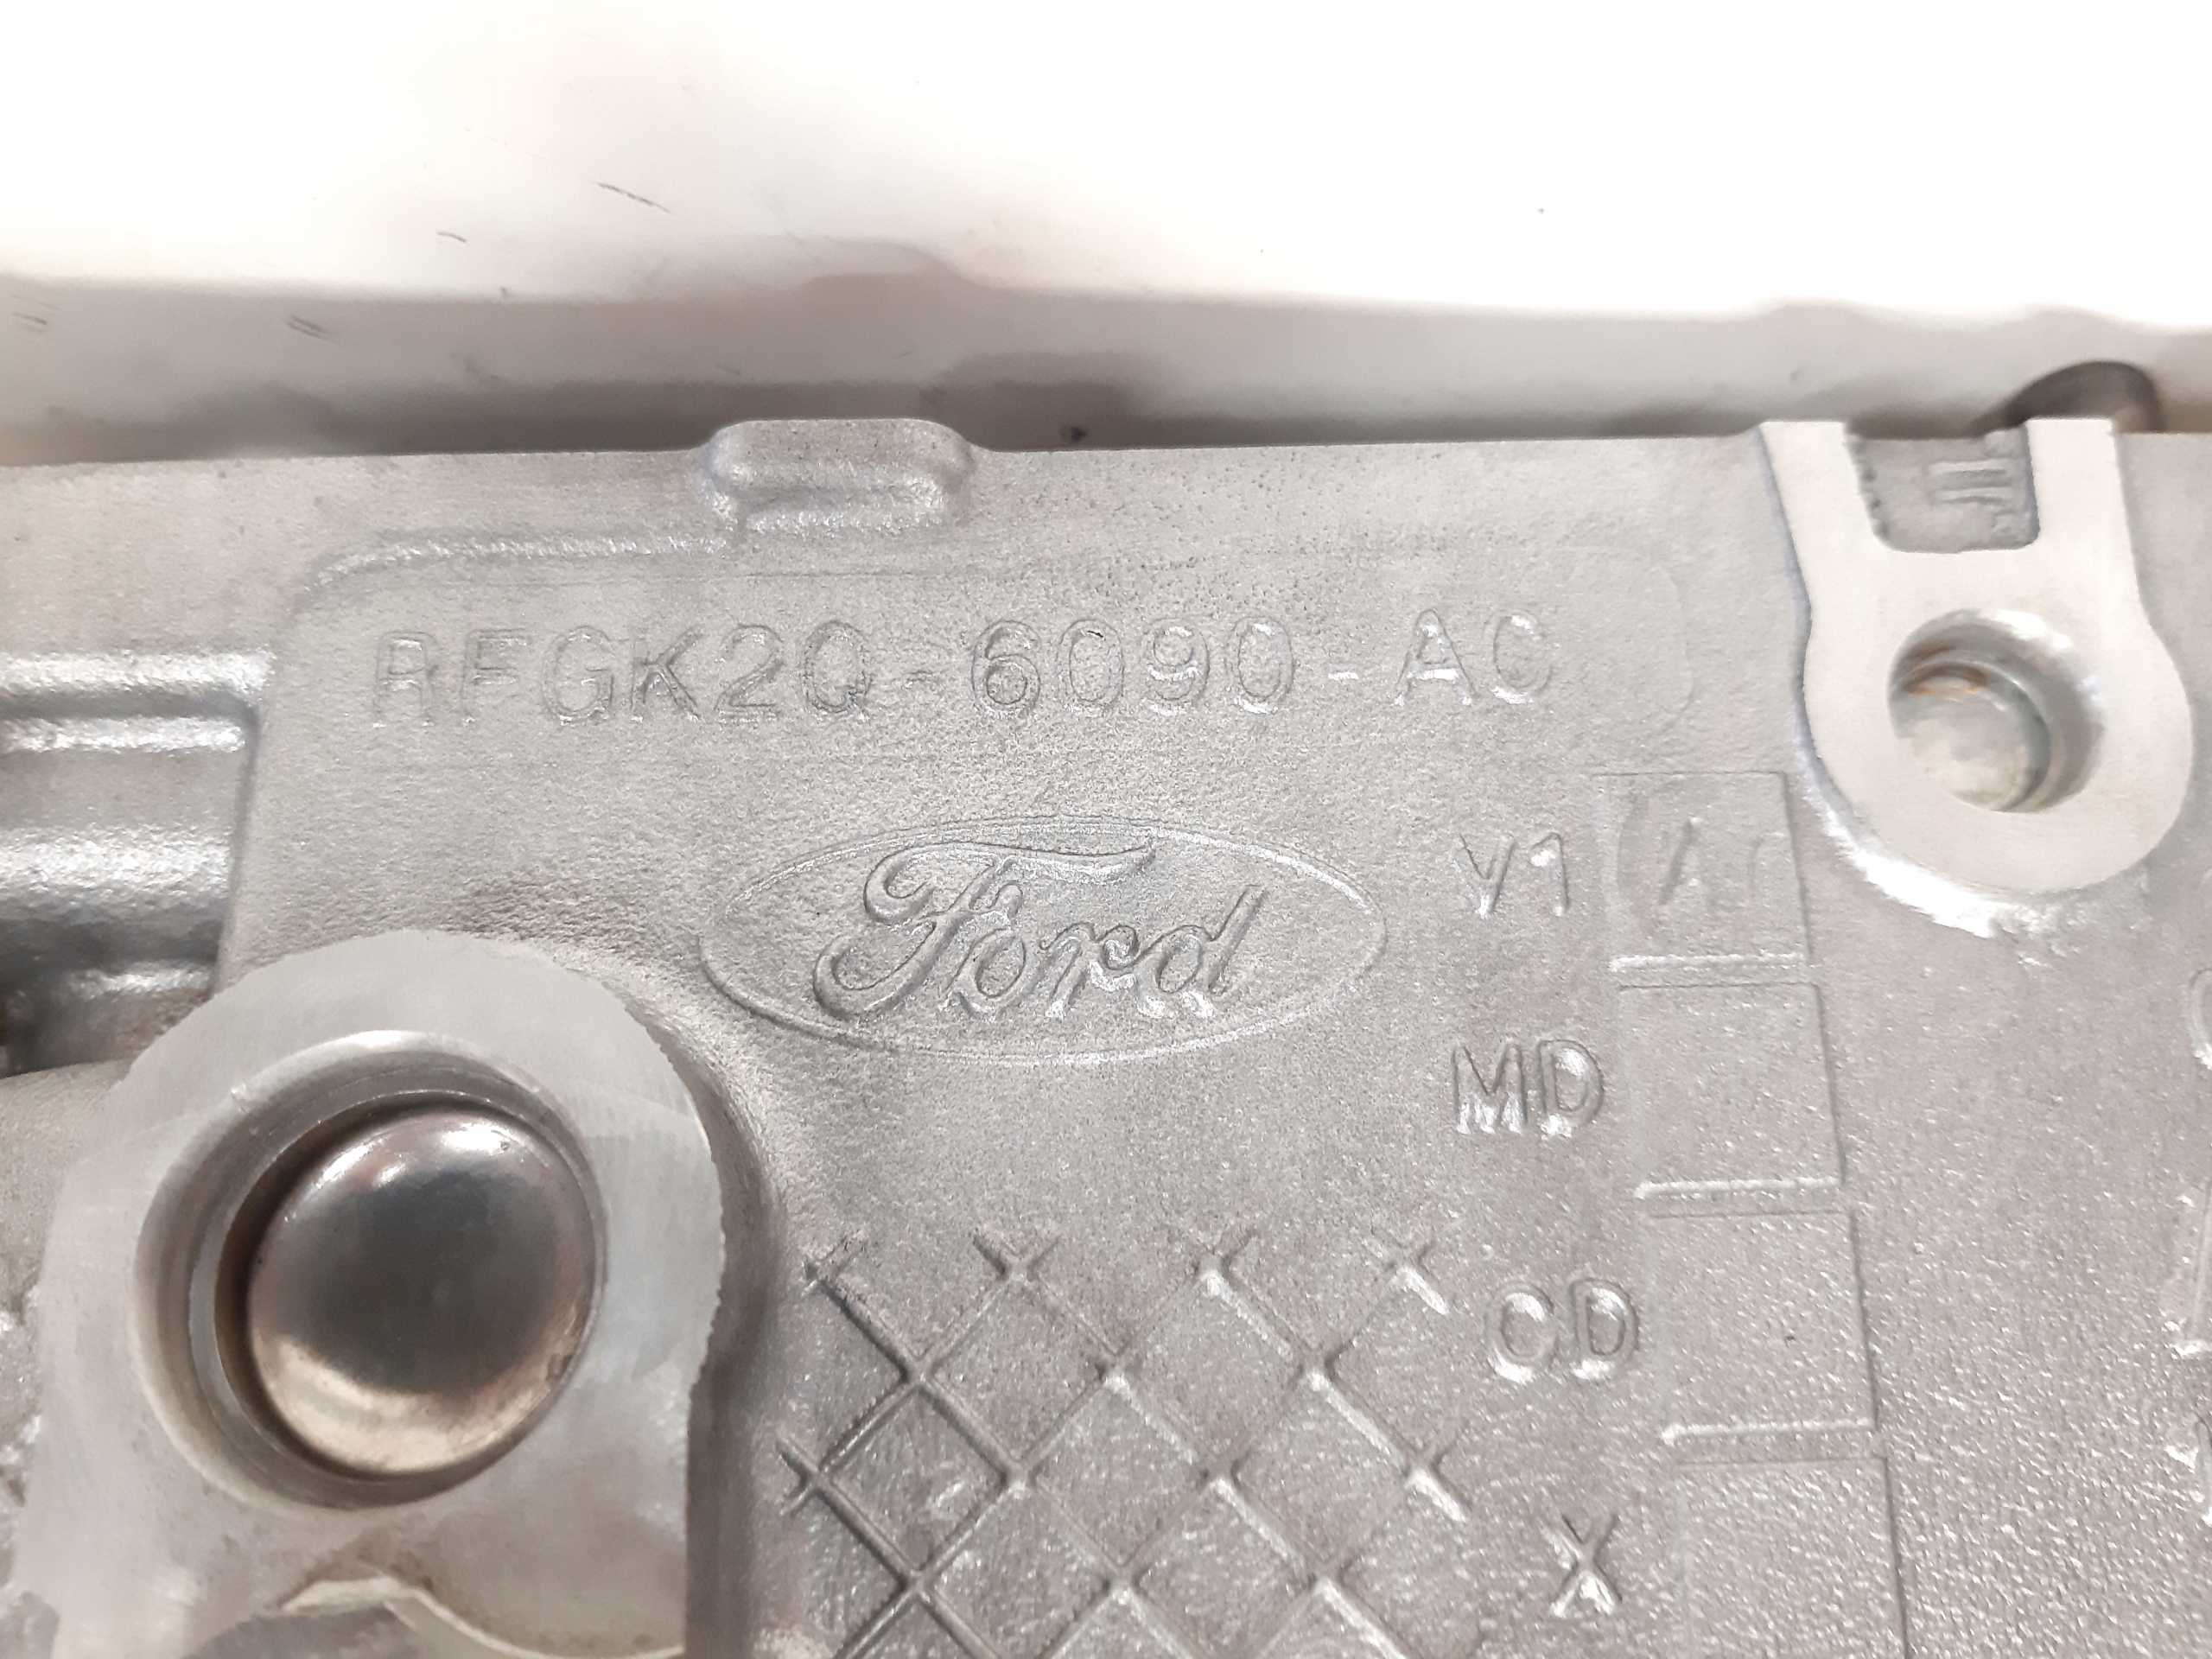 RFGK2Q-6090-AC
Ford
V1
MD
CD
X